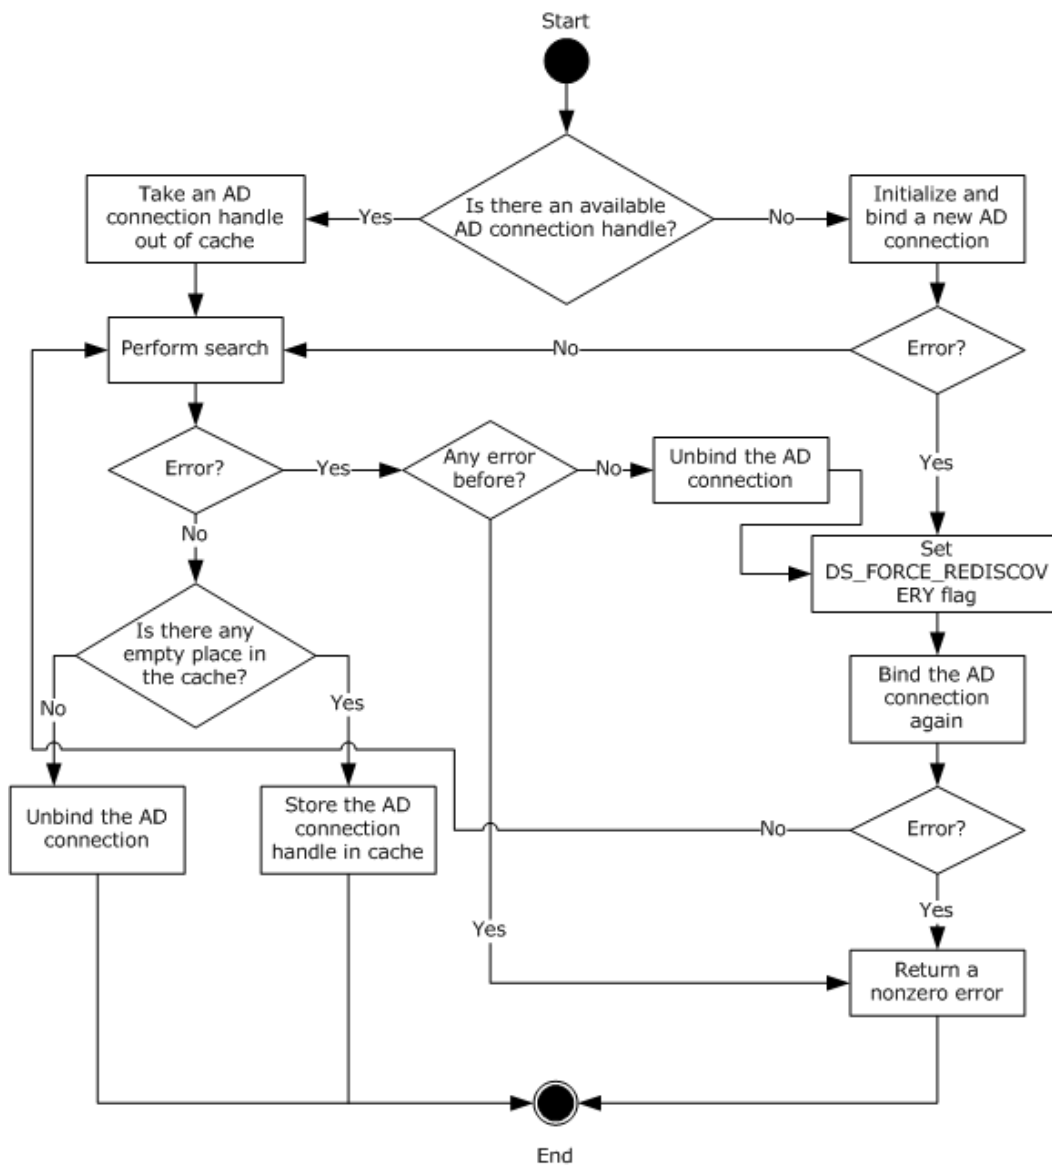 Start
Take an AD
connection handle
out of cache
Yes
Is there an available
AD connection handle?
No
Initialize and
bind a new AD
connection
Perform search
No
Error?
Error?
Yes
Any error
before?
No
Unbind the AD
connection
Yes
No
Set
DS_FORCE_REDISCOV
ERY flag
Is there any
empty place in
the cache?
No
Yes
Bind the AD
connection
again
Unbind the AD
connection
Store the AD
connection
handle in cache
No
Error?
Yes
Yes
Return a
nonzero error
End